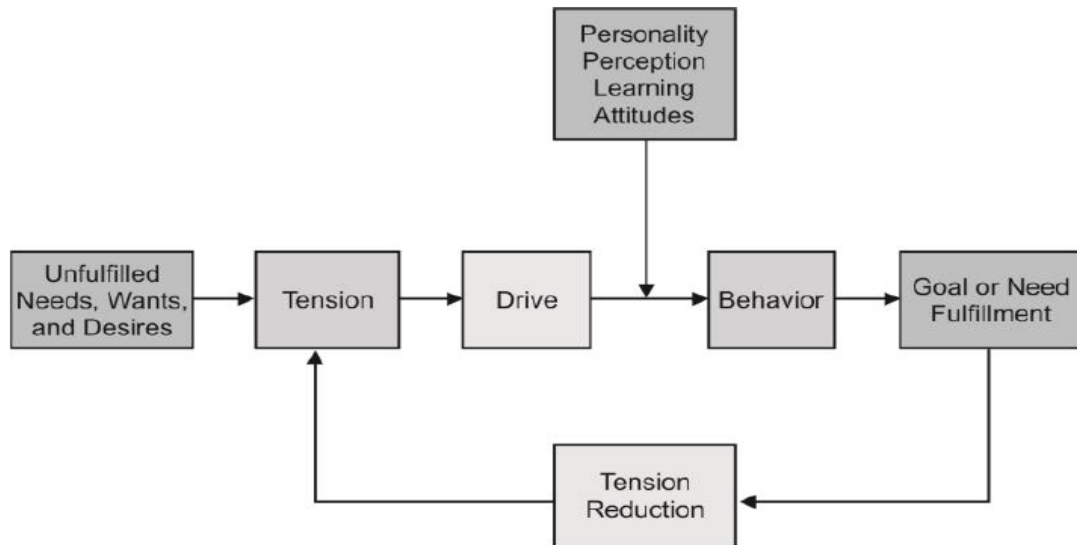 Personality
Perception
Learning
Attitudes
Unfulfilled
Needs, Wants,
and Desires
Tension
Drive
Behavior
Goal or Need
Fulfillment
Tension
Reduction